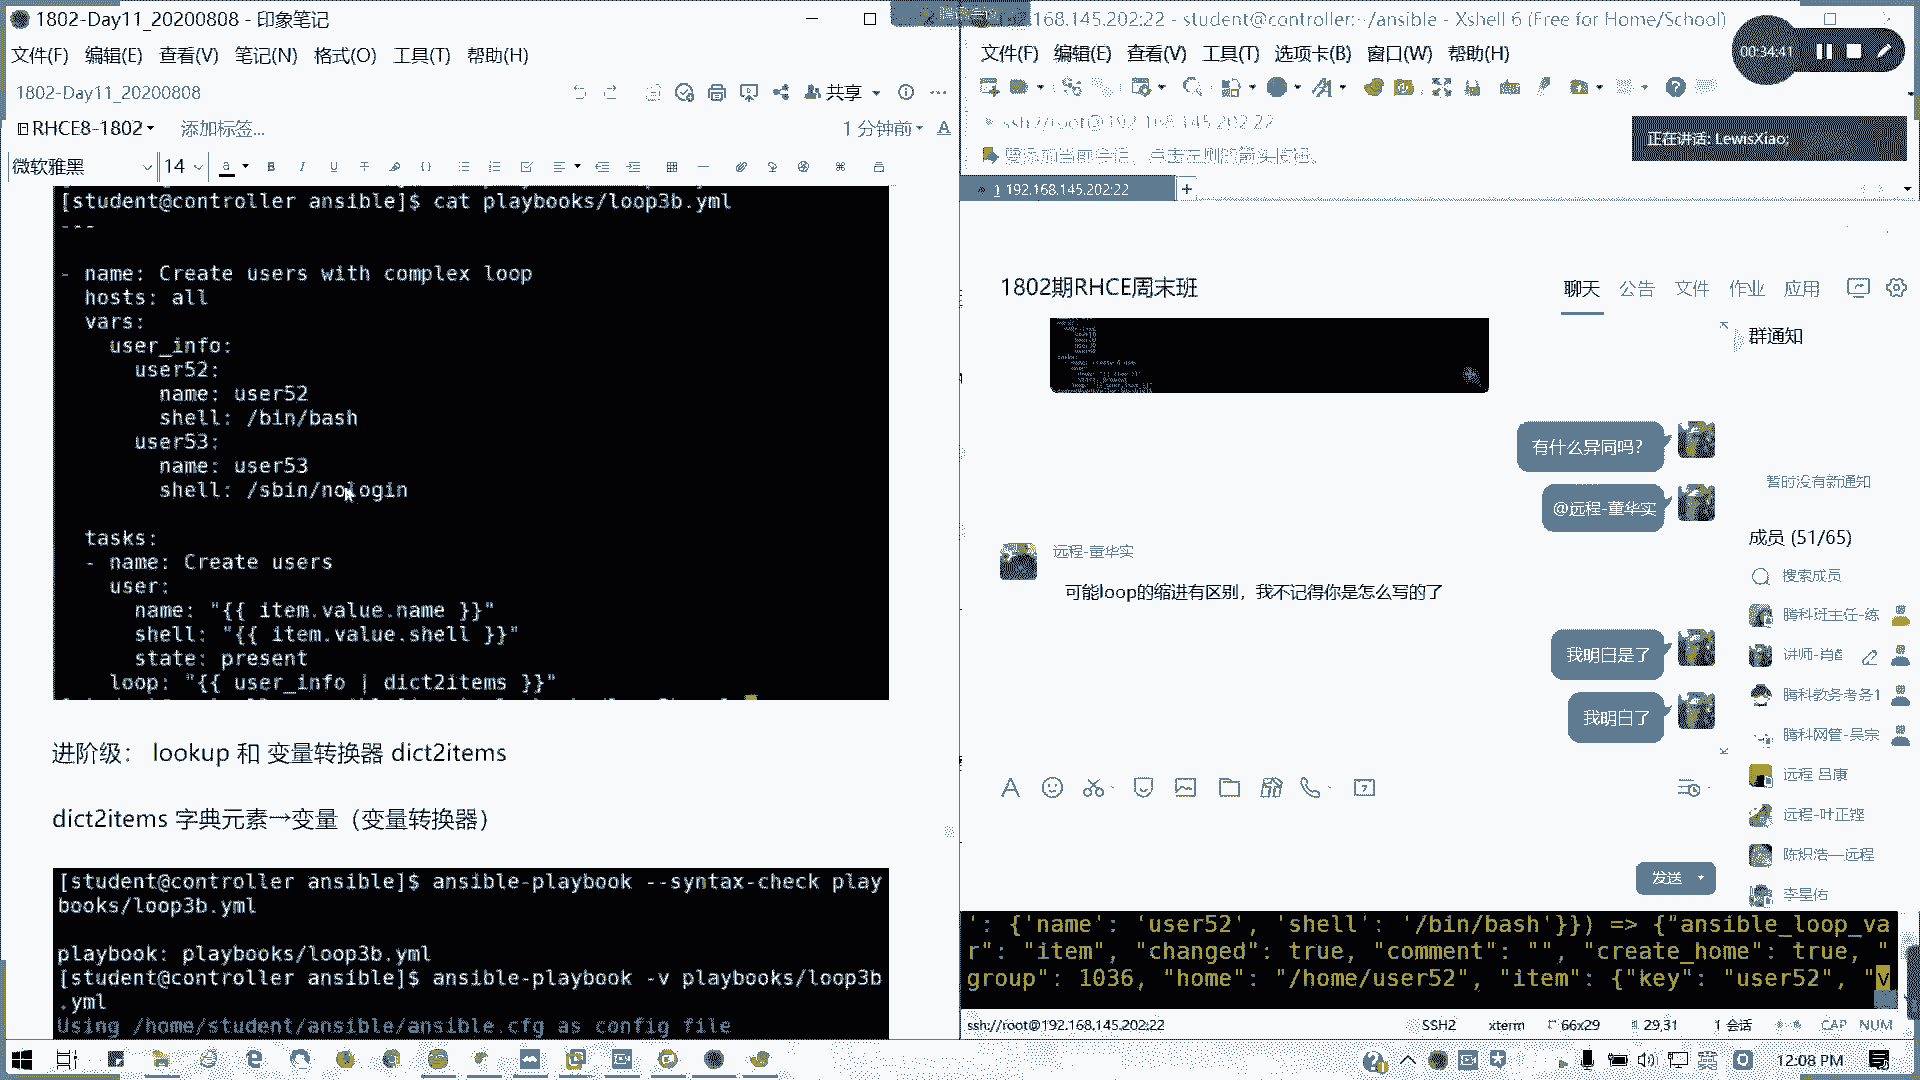 1802-Day11_20200808 - 印象笔记
文件(F) 编辑(E) 查看(V) 笔记(N) 格式(O) 工具(T) 帮助(H)
1802-Day11_20200808
共享
RHCE8-1802
添加标签...
1 分钟前
微软雅黑
14
[student@controller ansible]$ cat playbooks/loop3b.yml
---
- name: Create users with complex loop
hosts: all
vars:
user_info:
user52:
name: user52
shell: /bin/bash
user53:
name: user53
shell: /sbin/nologin
tasks:
- name: Create users
user:
name: "{{ item.value.name }}"
shell: "{{ item.value.shell }}"
state: present
loop: "{{ user_info | dict2items }}"
进阶级： lookup 和 变量转换器 dict2items
dict2items 字典元素→变量（变量转换器）
[student@controller ansible]$ ansible-playbook --syntax-check play
books/loop3b.yml
playbook: playbooks/loop3b.yml
[student@controller ansible]$ ansible-playbook -v playbooks/loop3b
.yml
Using /home/student/ansible/ansible.cfg as config file
.168.145.202:22 - student@controller:~/ansible - Xshell 6 (Free for Home/School)
文件(F) 编辑(E) 查看(V) 工具(T) 选项卡(B) 窗口(W) 帮助(H)
00:34:41
ssh://root@192.168.145.202:22
要添加当前会话，点击左侧的箭头按钮。
正在讲话: LewisXiao;
1 192.168.145.202:22
1802期RHCE周末班
聊天 公告 文件 作业 应用
群通知
有什么异同吗？
@远程-董华实
暂时没有新通知
远程-董华实
可能loop的缩进有区别，我不记得你是怎么写的了
我明白是了
我明白了
成员 (51/65)
搜索成员
腾科班主任-练
讲师-肖
腾科教务考务1
腾科网管-吴宗
远程 吕康
远程-叶正铿
陈炽浩—远程
李星佑
发送
': {'name': 'user52', 'shell': '/bin/bash'}}) => {"ansible_loop_va
r": "item", "changed": true, "comment": "", "create_home": true, "
group": 1036, "home": "/home/user52", "item": {"key": "user52", "v
ssh://root@192.168.145.202:22
SSH2
xterm
66x29
29,31
1 会话
CAP NUM
英
12:08 PM